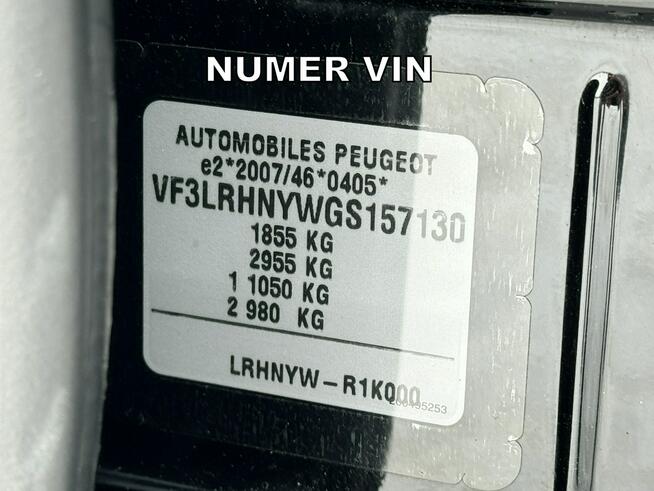 NUMER VIN
AUTOMOBILES PEUGEOT
e2*2007/46*0405*
VF3LRHNYWGS157130
1855 KG
2955 KG
1 1050 KG
2 980 KG
LRHNYW-R1K000